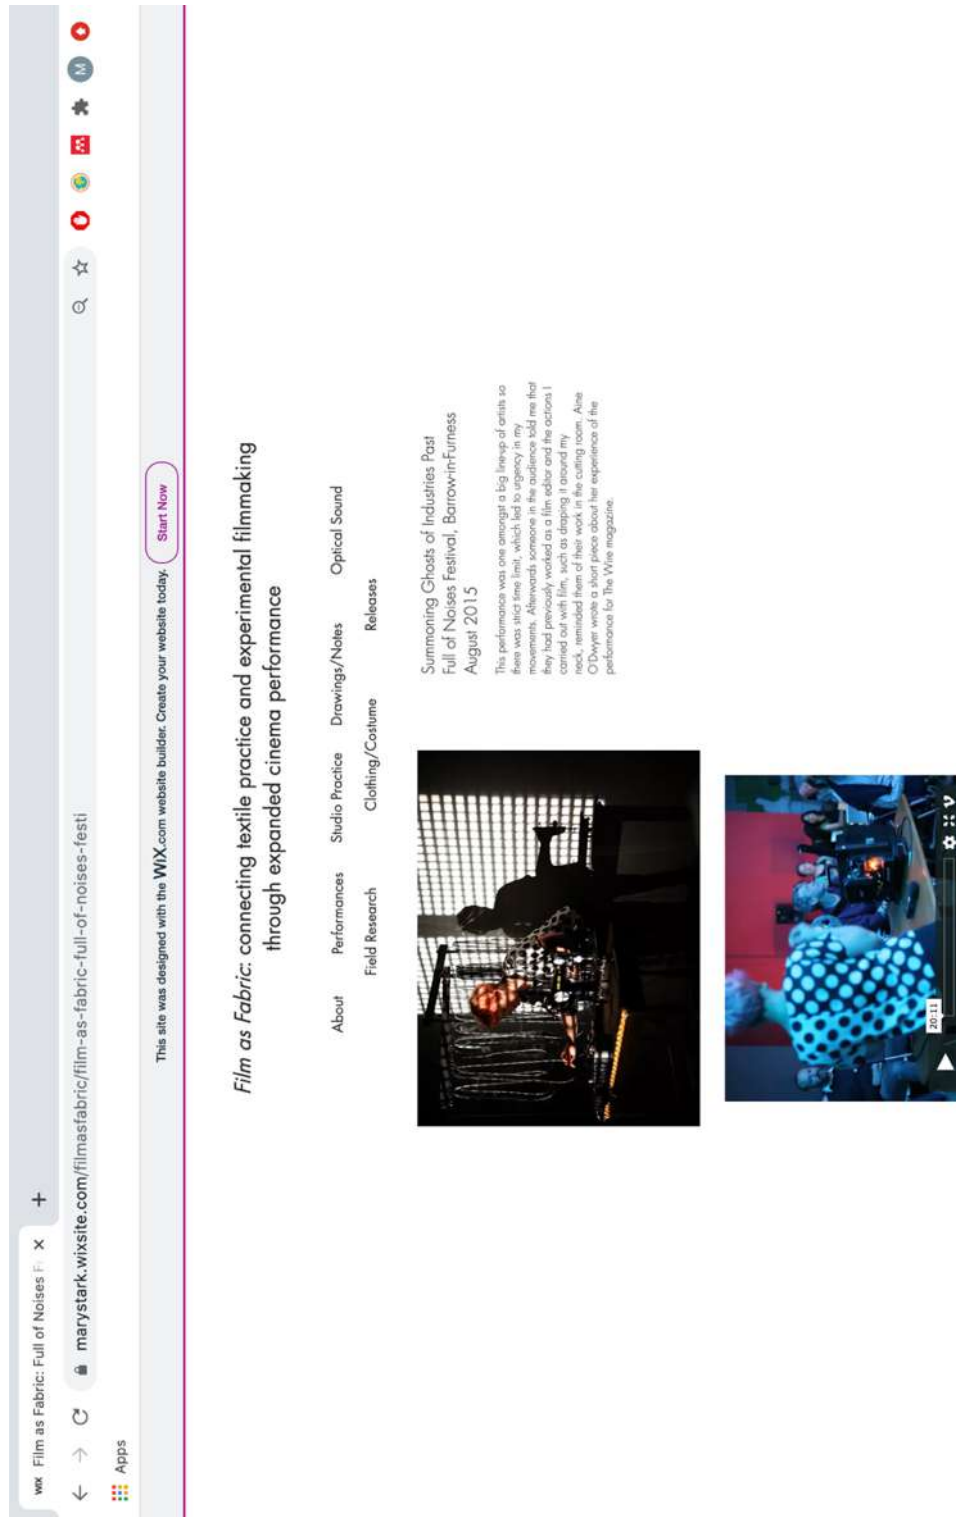 WiX Film as Fabric: Full of Noises F
marystark.wixsite.com/filmasfabric/film-as-fabric-full-of-noises-festi
M
Apps
This site was designed with the WiX.com website builder. Create your website today. Start Now
Film as Fabric: connecting textile practice and experimental filmmaking
through expanded cinema performance
About Performances Studio Practice Drawings/Notes Optical Sound
Field Research Clothing/Costume Releases
Summoning Ghosts of Industries Past
Full of Noises Festival, Barrow-in-Furness
August 2015
This performance was one amongst a big line-up of artists so
there was strict time limit, which led to urgency in my
movements. Afterwards someone in the audience told me that
they had previously worked as a film editor and the actions I
carried out with film, such as draping it around my
neck, reminded them of their work in the cutting room. Aine
O'Dwyer wrote a short piece about her experience of the
performance for The Wire magazine.
20:11